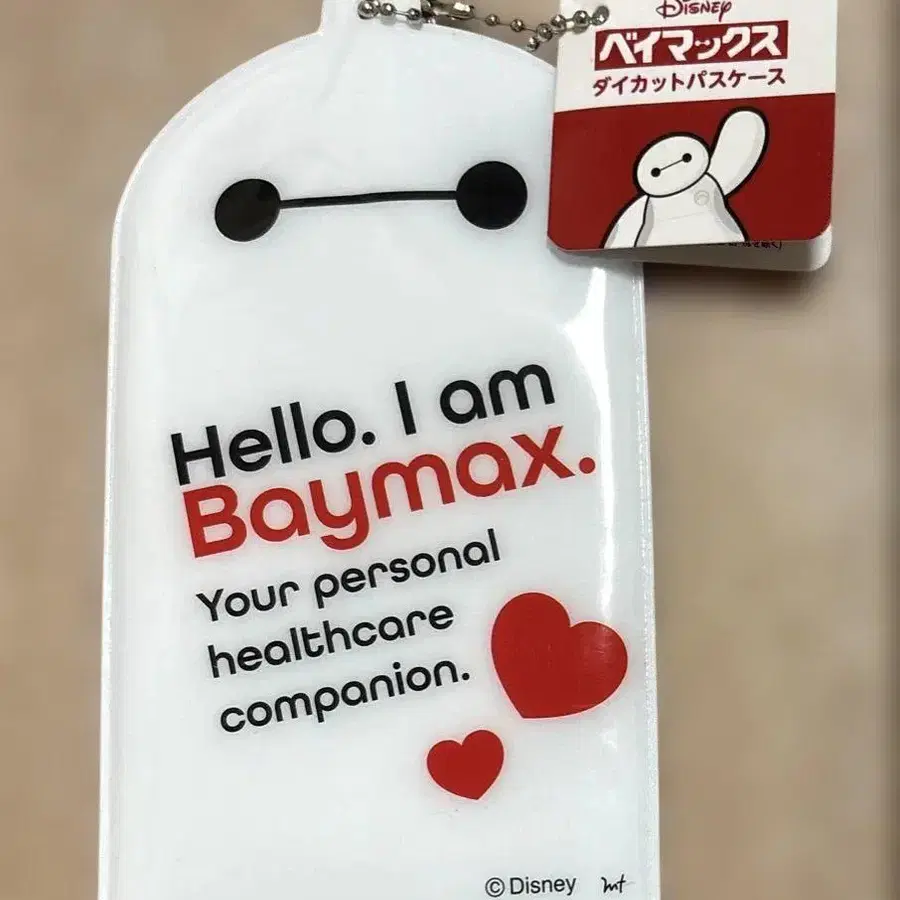 Disney
ベイマックス
ダイカットパスケース
Hello. I am
Baymax.
Your personal
healthcare
companion.
©Disney